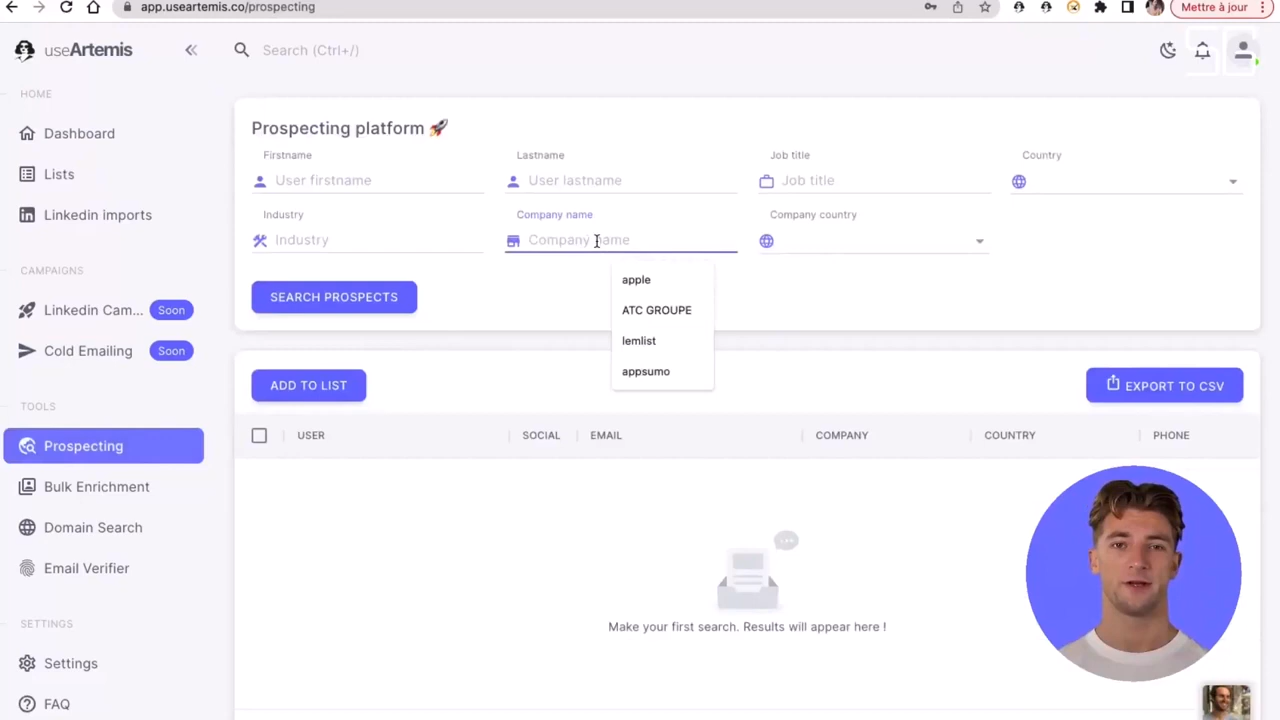 app.useartemis.co/prospecting
Mettre à jour
useArtemis
Search (Ctrl+/)
HOME
Dashboard
Lists
Linkedin imports
CAMPAIGNS
Linkedin Cam... Soon
Cold Emailing Soon
TOOLS
Prospecting
Bulk Enrichment
Domain Search
Email Verifier
SETTINGS
Settings
FAQ
Prospecting platform 🚀
Firstname Lastname Job title Country
User firstname User lastname Job title
Industry Company name Company country
Industry Company name
apple
ATC GROUPE
lemlist
appsumo
SEARCH PROSPECTS
ADD TO LIST EXPORT TO CSV
USER SOCIAL EMAIL COMPANY COUNTRY PHONE
Make your first search. Results will appear here !